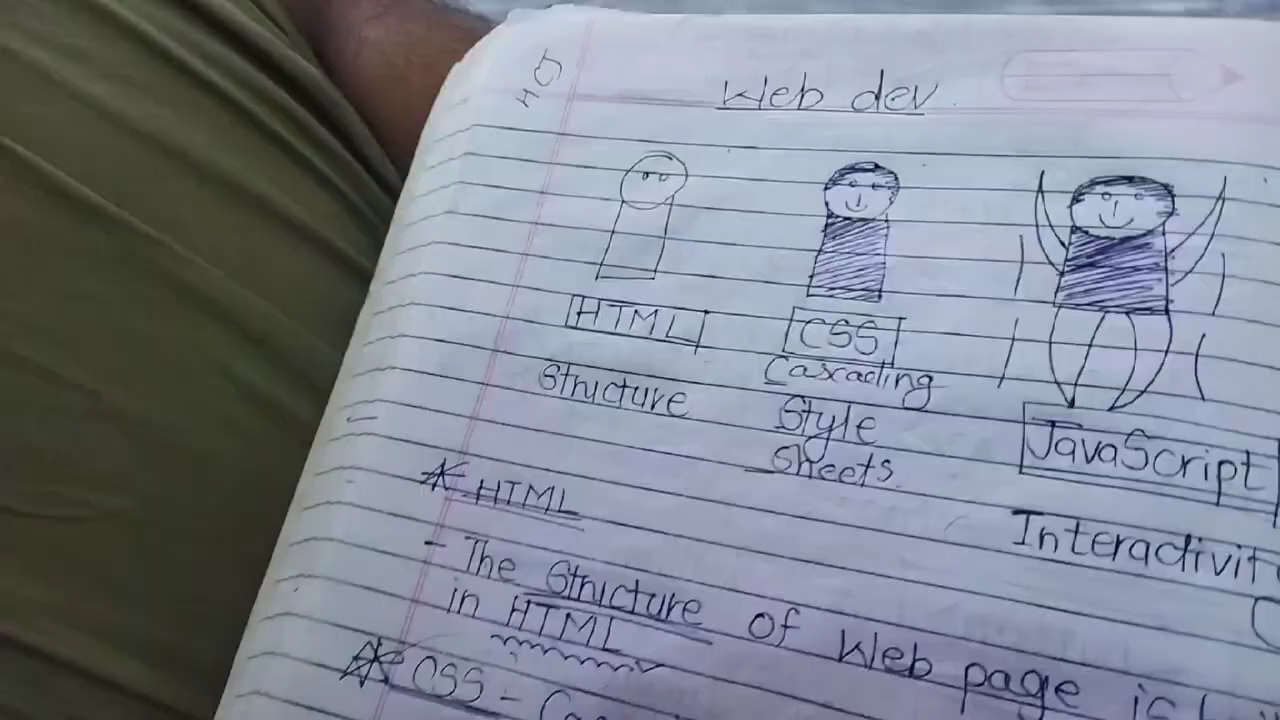 Web dev.
HTML
Structure
CSS
Cascading
Style
Sheets.
JavaScript
Interactivit
HTML
- The Structure of Web page is
in HTML
CSS -